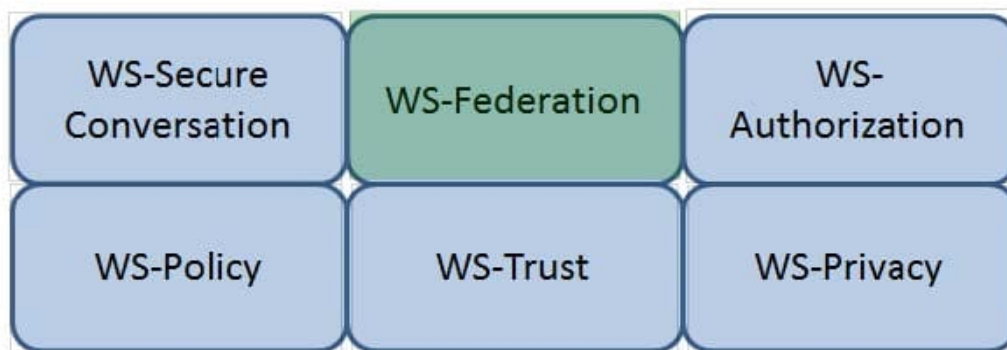 WS-Secure
Conversation
WS-Federation
WS-
Authorization
WS-Policy
WS-Trust
WS-Privacy